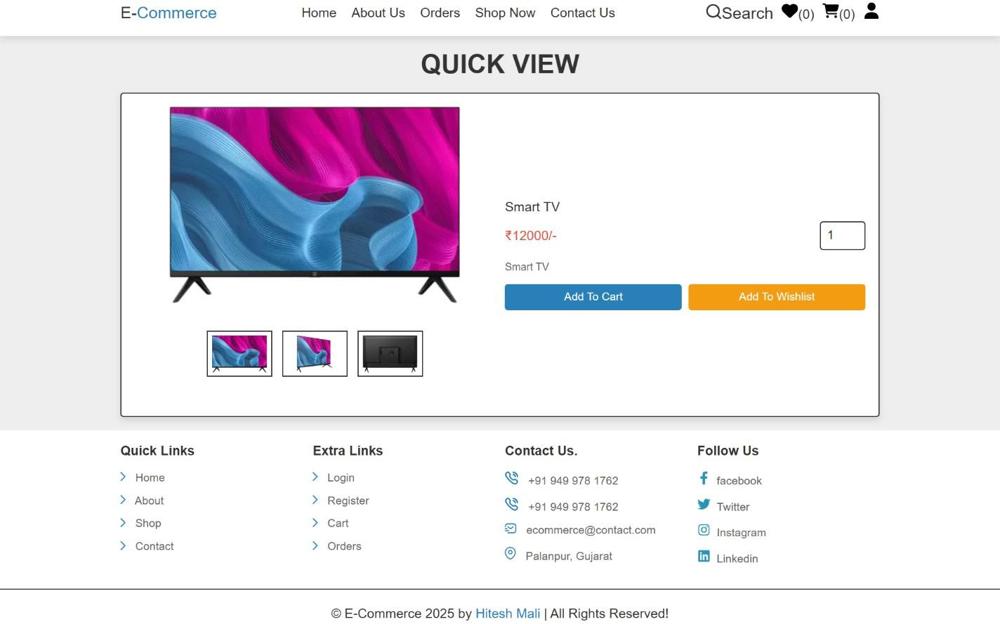 E-Commerce Home About Us Orders Shop Now Contact Us Search (0) (0)
QUICK VIEW
Smart TV
₹12000/- 1
Smart TV
Add To Cart Add To Wishlist
Quick Links
Home
About
Shop
Contact
Extra Links
Login
Register
Cart
Orders
Contact Us.
+91 949 978 1762
+91 949 978 1762
ecommerce@contact.com
Palanpur, Gujarat
Follow Us
facebook
Twitter
Instagram
Linkedin
© E-Commerce 2025 by Hitesh Mali | All Rights Reserved!